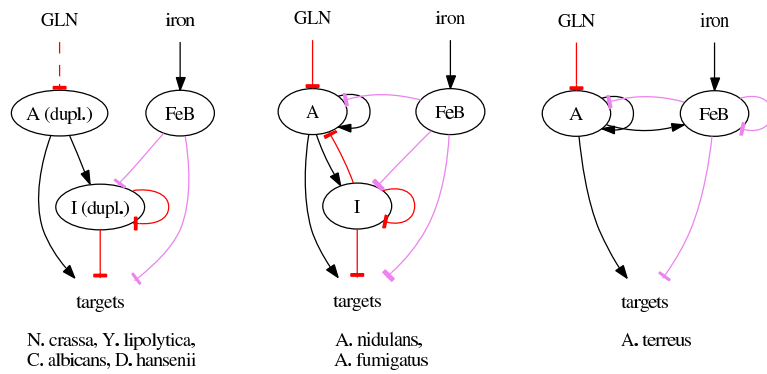 GLN iron
A (dupl.) FeB
I (dupl.)
targets
N. crassa, Y. lipolytica,
C. albicans, D. hansenii
GLN iron
A FeB
I
targets
A. nidulans,
A. fumigatus
GLN iron
A FeB
targets
A. terreus